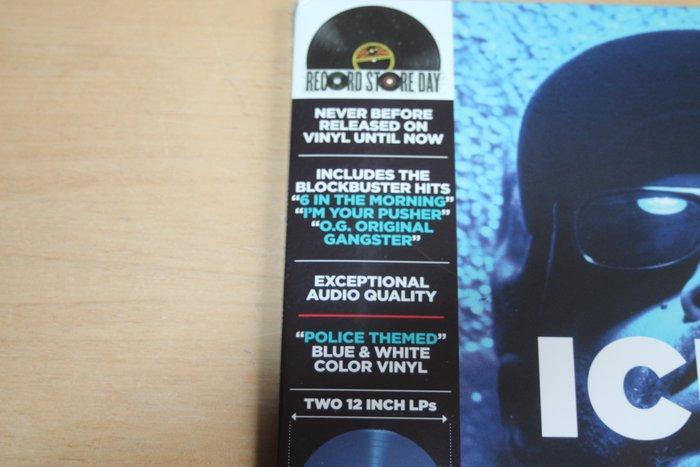 RECORD STORE DAY
NEVER BEFORE
RELEASED ON
VINYL UNTIL NOW
INCLUDES THE
BLOCKBUSTER HITS
"6 IN THE MORNING"
"I'M YOUR PUSHER"
"O.G. ORIGINAL
GANGSTER"
EXCEPTIONAL
AUDIO QUALITY
"POLICE THEMED"
BLUE & WHITE
COLOR VINYL
TWO 12 INCH LPs
IC